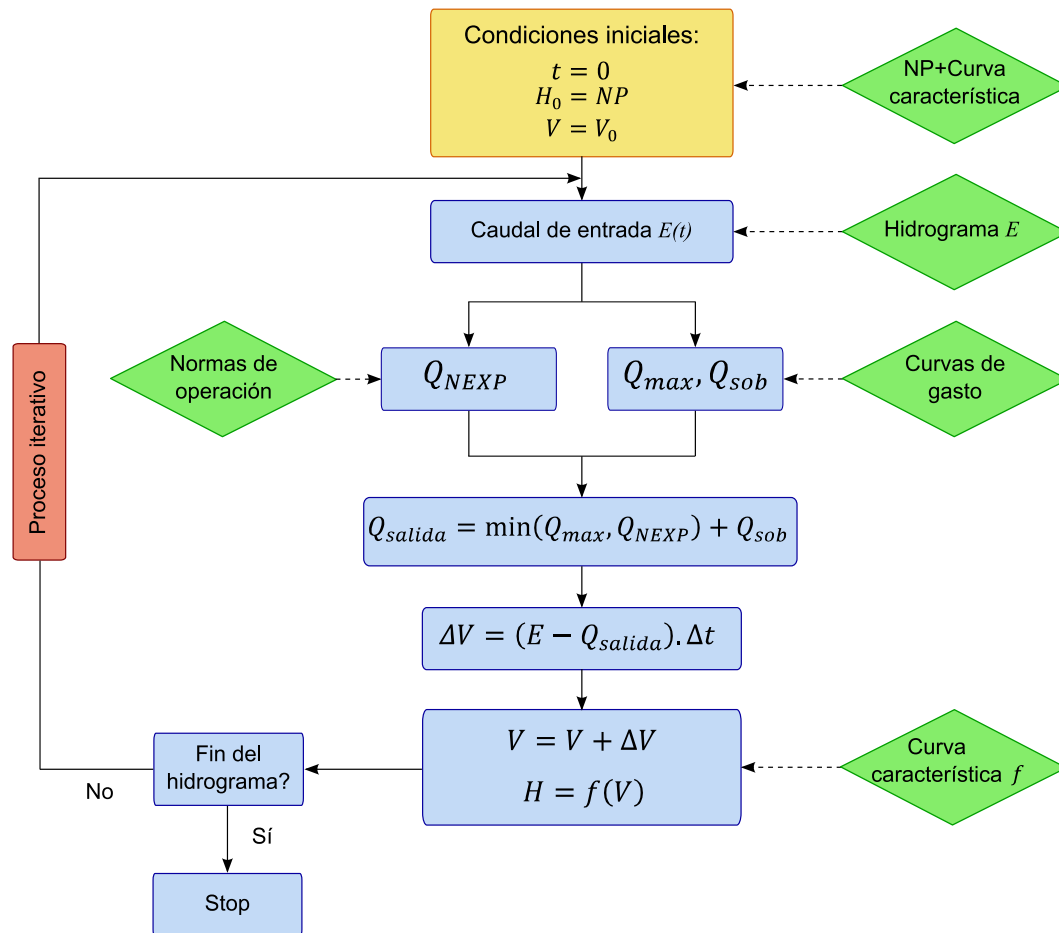 Condiciones iniciales:
t = 0
H₀ = NP
V = V₀
NP+Curva
característica
Caudal de entrada E(t)
Hidrograma E
Normas de
operación
Q_NEXP
Q_max, Q_sob
Curvas de
gasto
Proceso iterativo
Q_salida = min(Q_max, Q_NEXP) + Q_sob
ΔV = (E − Q_salida). Δt
V = V + ΔV
H = f(V)
Curva
característica f
Fin del
hidrograma?
No
Sí
Stop